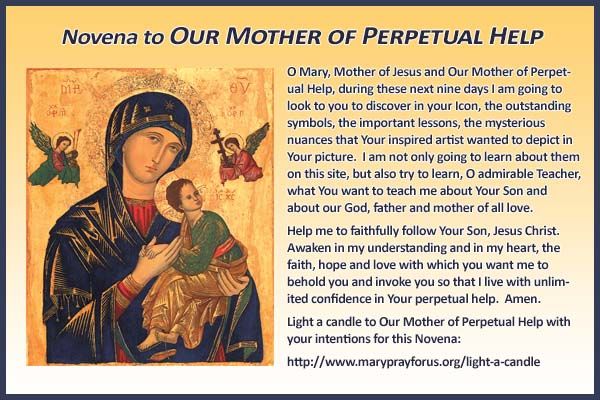 Novena to OUR MOTHER OF PERPETUAL HELP
O Mary, Mother of Jesus and Our Mother of Perpet-
ual Help, during these next nine days I am going to
look to you to discover in your Icon, the outstanding
symbols, the important lessons, the mysterious
nuances that Your inspired artist wanted to depict in
Your picture.  I am not only going to learn about them
on this site, but also try to learn, O admirable Teacher,
what You want to teach me about Your Son and
about our God, father and mother of all love.
Help me to faithfully follow Your Son, Jesus Christ.
Awaken in my understanding and in my heart, the
faith, hope and love with which you want me to
behold you and invoke you so that I live with unlim-
ited confidence in Your perpetual help.  Amen.
Light a candle to Our Mother of Perpetual Help with
your intentions for this Novena:
http://www.marypray​forus.org/light-a-candle